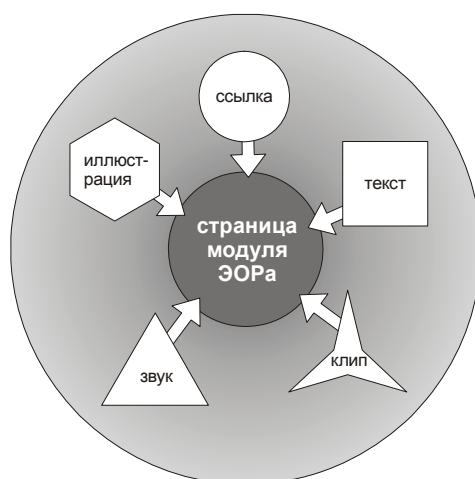 ссылка
иллюст-
рация
текст
страница
модуля
ЭОРа
звук
клип